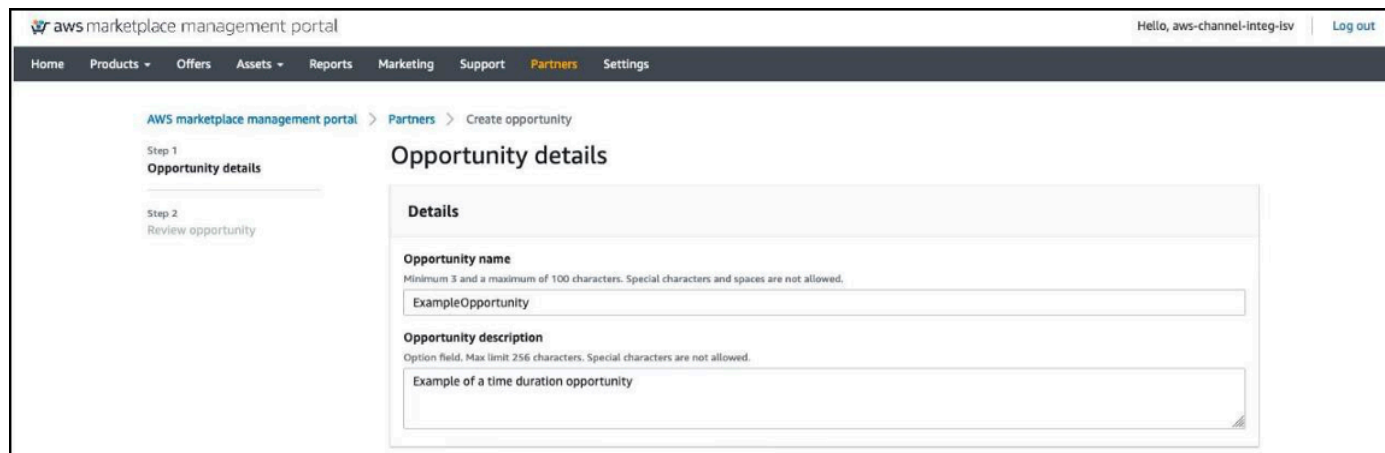 aws marketplace management portal
Hello, aws-channel-integ-isv
Log out
Home Products Offers Assets Reports Marketing Support Partners Settings
AWS marketplace management portal > Partners > Create opportunity
Step 1
Opportunity details
Step 2
Review opportunity
Opportunity details
Details
Opportunity name
Minimum 3 and a maximum of 100 characters. Special characters and spaces are not allowed.
ExampleOpportunity
Opportunity description
Option field. Max limit 256 characters. Special characters are not allowed.
Example of a time duration opportunity